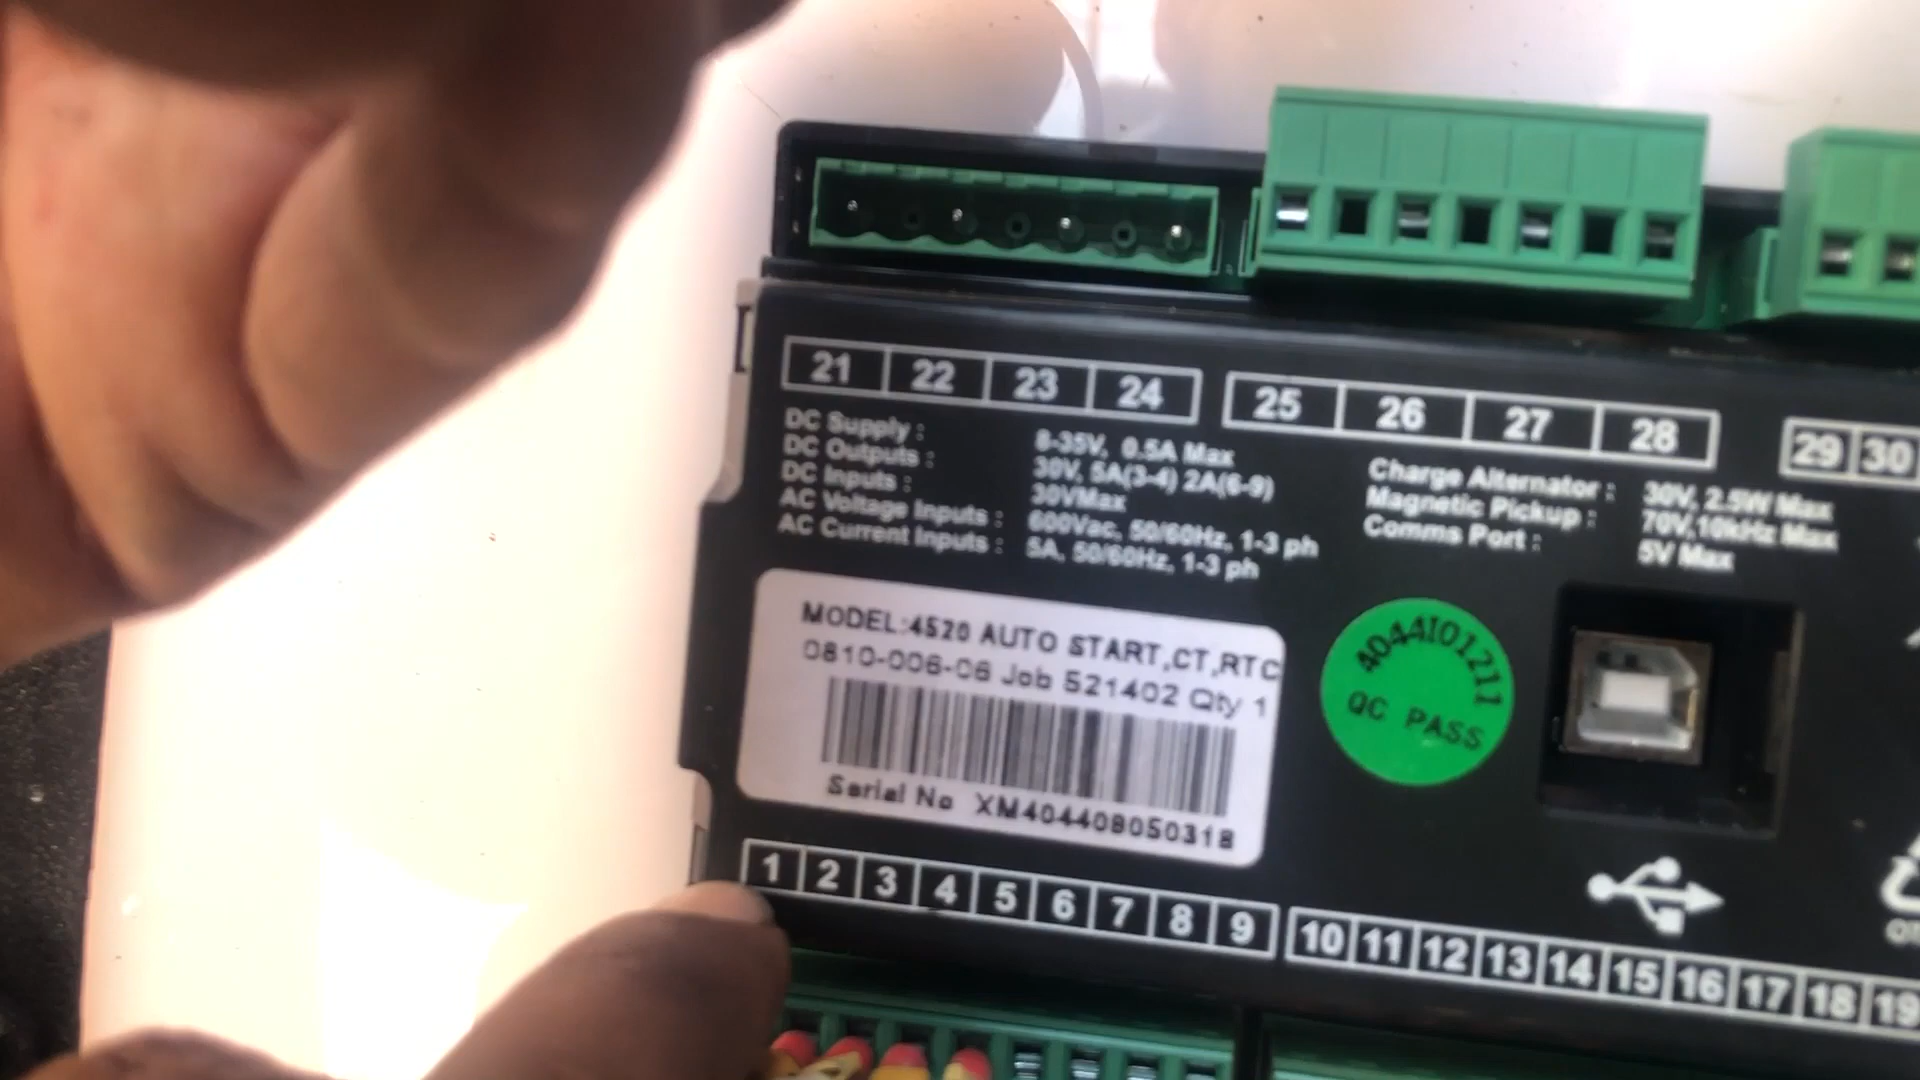 21 22 23 24 25 26 27 28 29 30
DC Supply : 8-35V, 0.5A Max
DC Outputs : 30V, 5A(3-4) 2A(6-9)
DC Inputs : 30VMax
AC Voltage Inputs : 600Vac, 50/60Hz, 1-3 ph
AC Current Inputs : 5A, 50/60Hz, 1-3 ph
Charge Alternator : 30V, 2.5W Max
Magnetic Pickup : 70V,10kHz Max
Comms Port : 5V Max
MODEL:4520 AUTO START,CT,RTC
0810-006-06 Job 521402 Qty 1
Serial No XM404409050318
4044I01211
QC PASS
1 2 3 4 5 6 7 8 9 10 11 12 13 14 15 16 17 18 19